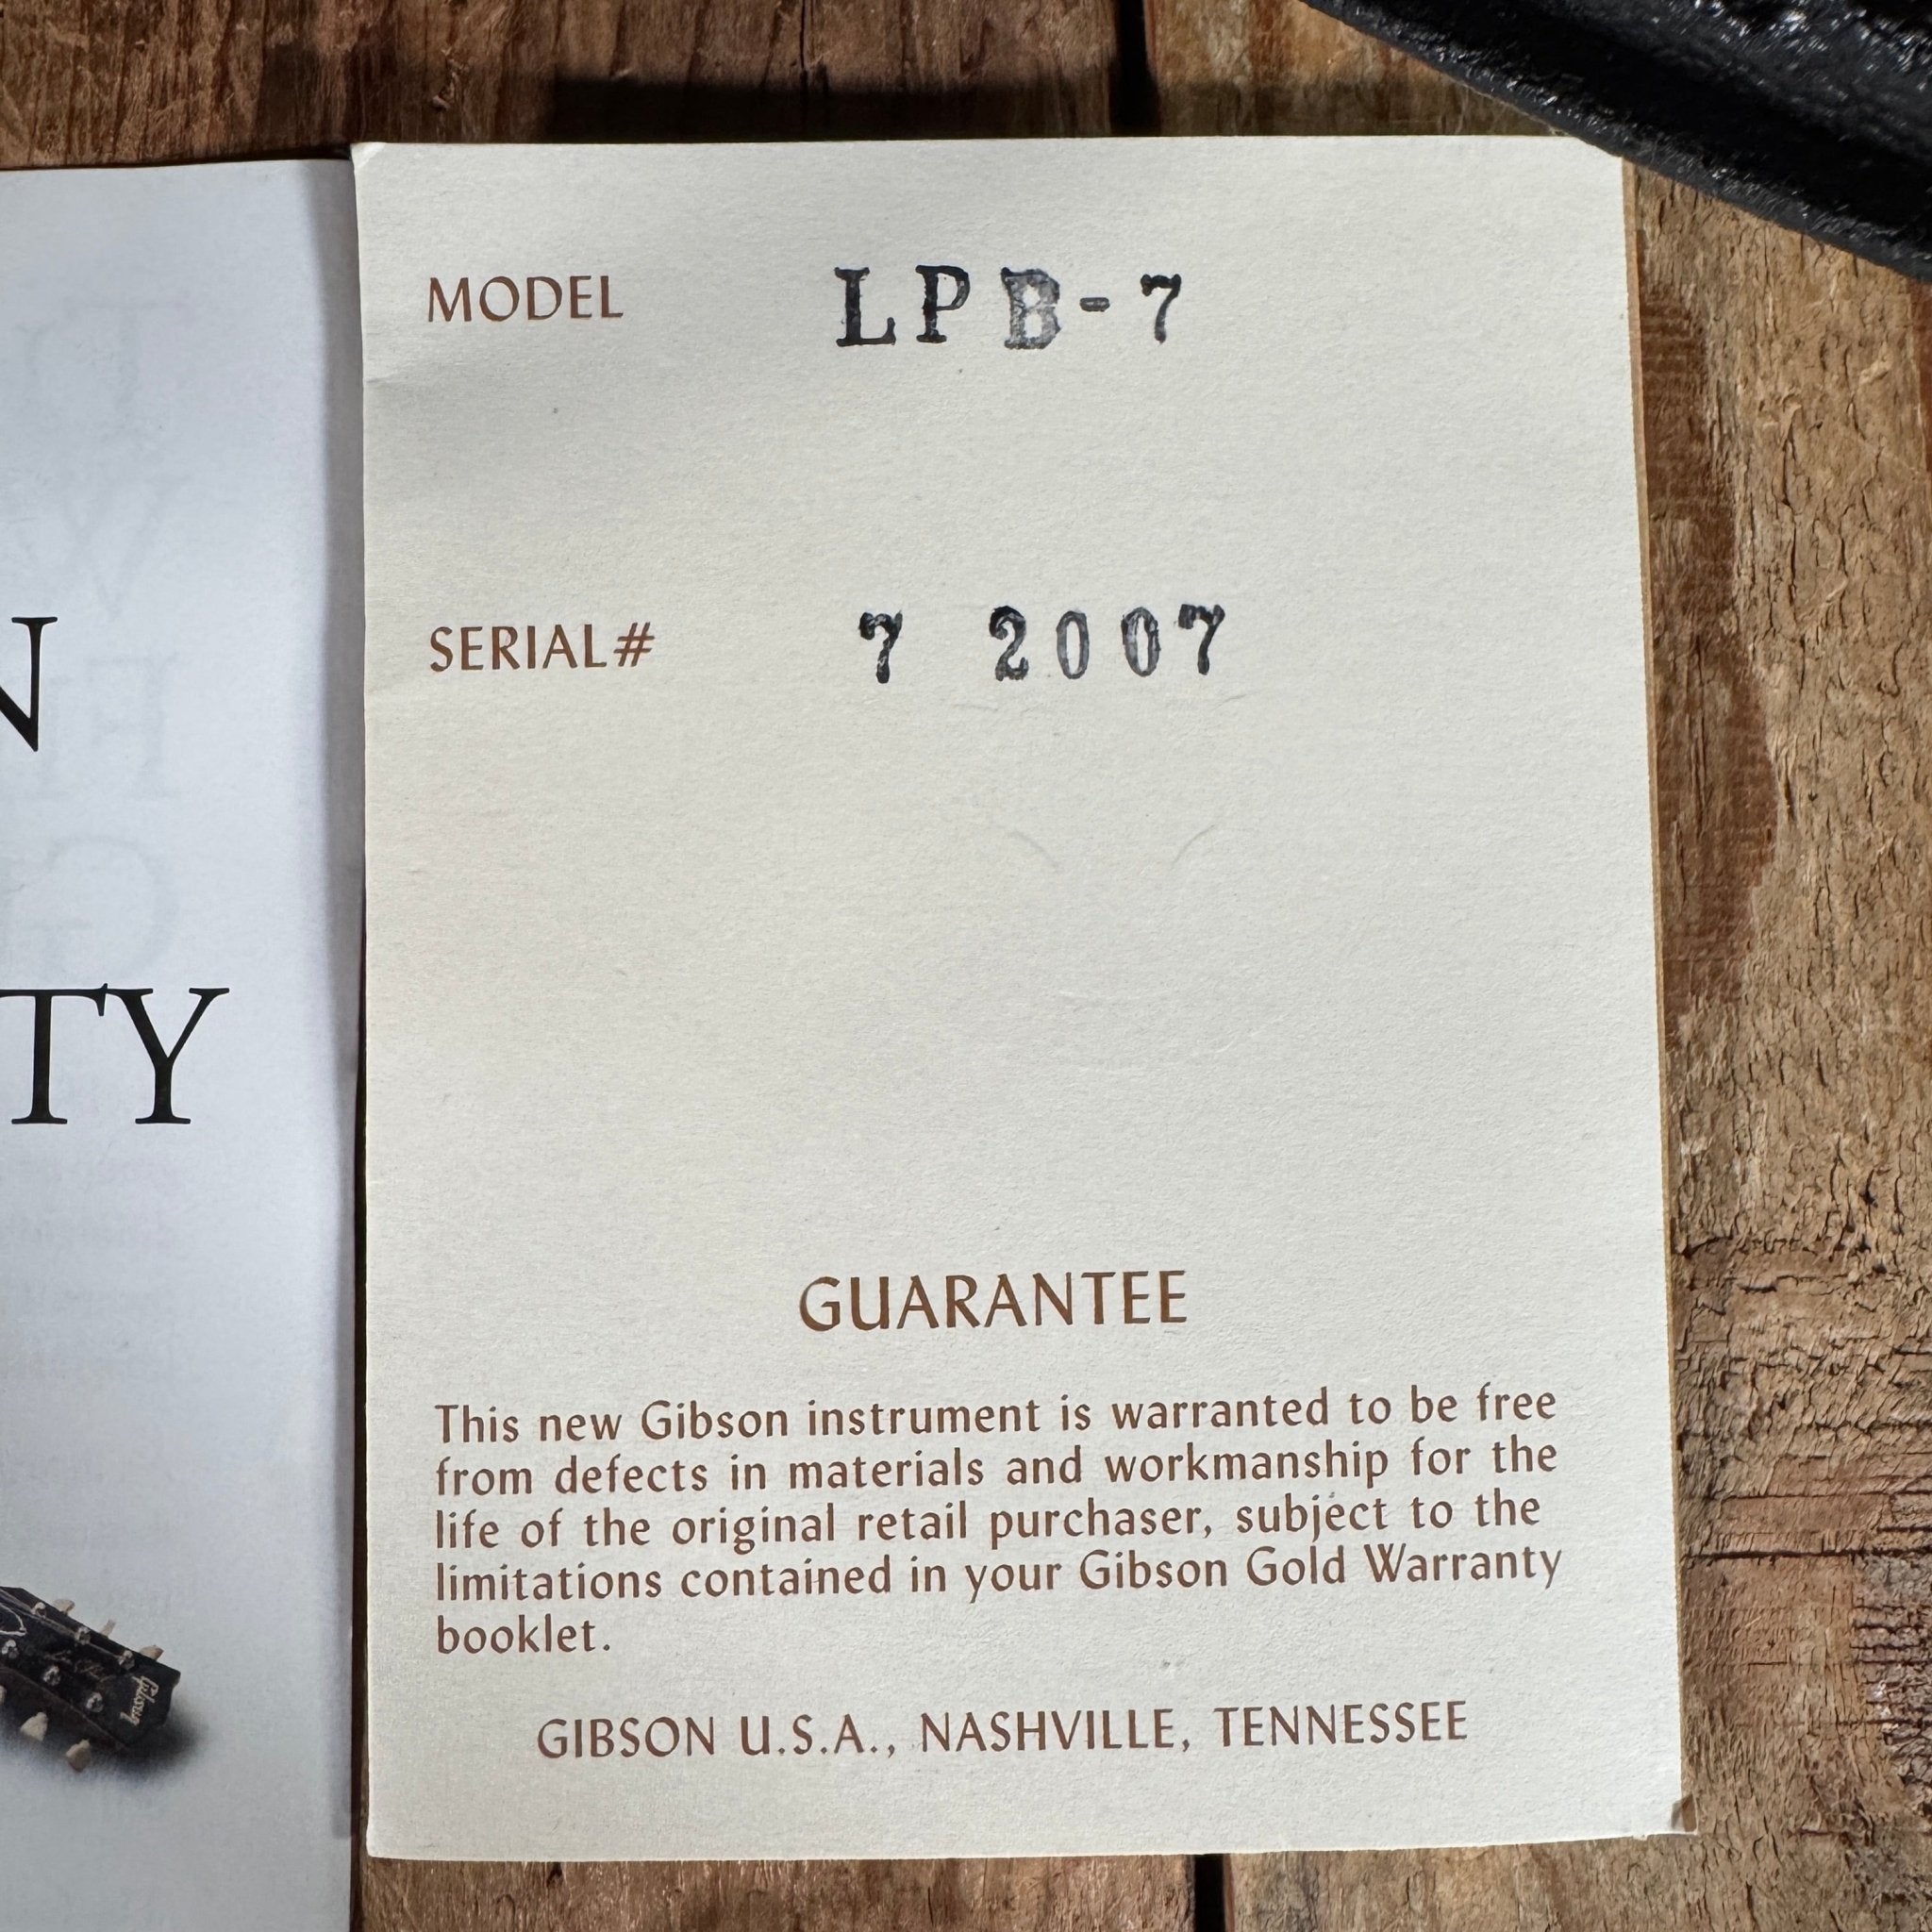 N
TY
MODEL LPB-7
SERIAL# 7 2007
GUARANTEE
This new Gibson instrument is warranted to be free
from defects in materials and workmanship for the
life of the original retail purchaser, subject to the
limitations contained in your Gibson Gold Warranty
booklet.
GIBSON U.S.A., NASHVILLE, TENNESSEE
Gibson